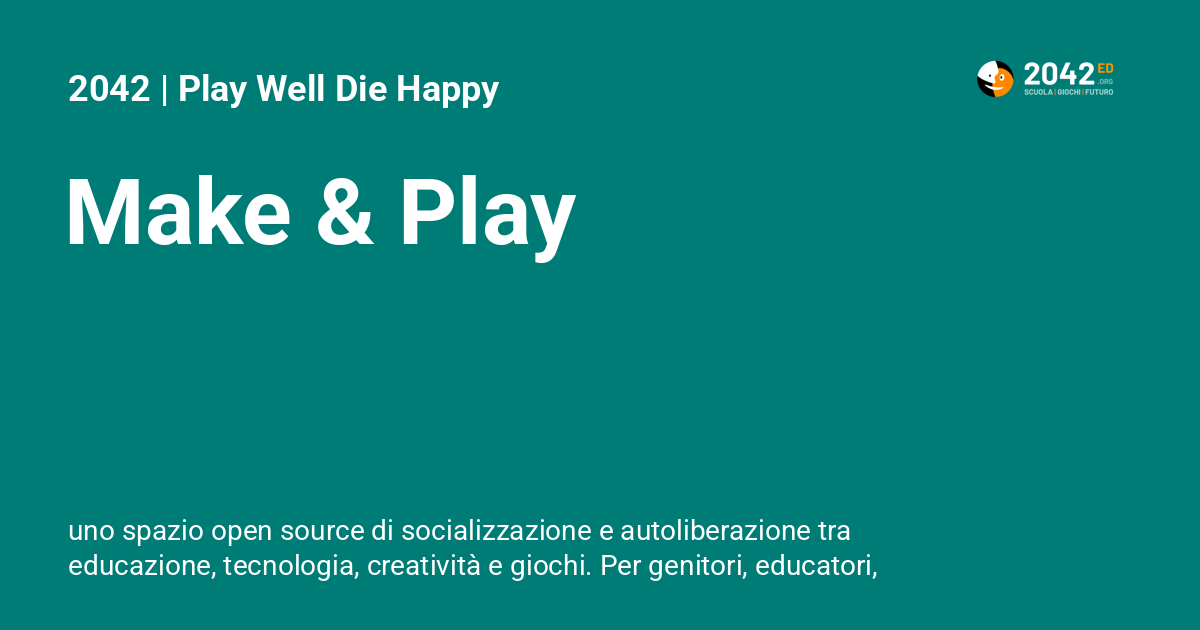 2042 | Play Well Die Happy
2042 ED
.ORG
SCUOLA | GIOCHI | FUTURO
Make & Play
uno spazio open source di socializzazione e autoliberazione tra
educazione, tecnologia, creatività e giochi. Per genitori, educatori,